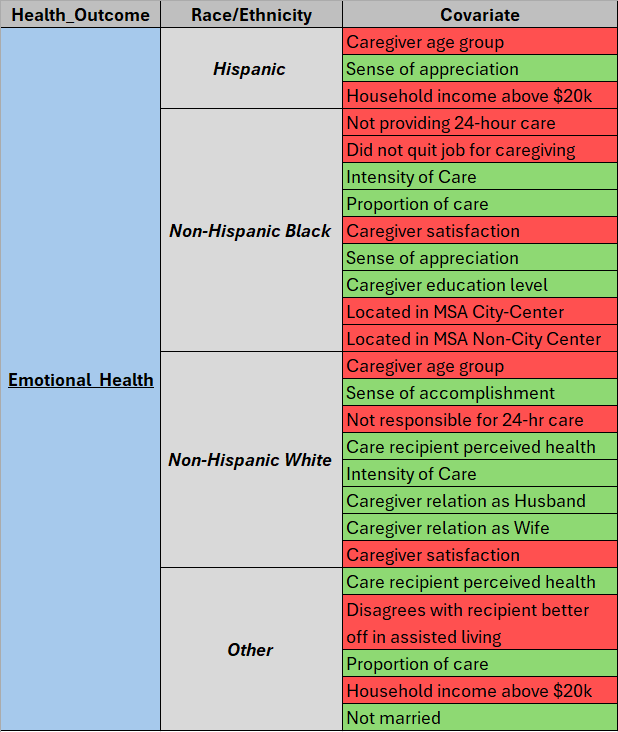 Health_Outcome Race/Ethnicity Covariate
Emotional_Health
Hispanic
Caregiver age group
Sense of appreciation
Household income above $20k
Non-Hispanic Black
Not providing 24-hour care
Did not quit job for caregiving
Intensity of Care
Proportion of care
Caregiver satisfaction
Sense of appreciation
Caregiver education level
Located in MSA City-Center
Located in MSA Non-City Center
Non-Hispanic White
Caregiver age group
Sense of accomplishment
Not responsible for 24-hr care
Care recipient perceived health
Intensity of Care
Caregiver relation as Husband
Caregiver relation as Wife
Caregiver satisfaction
Other
Care recipient perceived health
Disagrees with recipient better
off in assisted living
Proportion of care
Household income above $20k
Not married